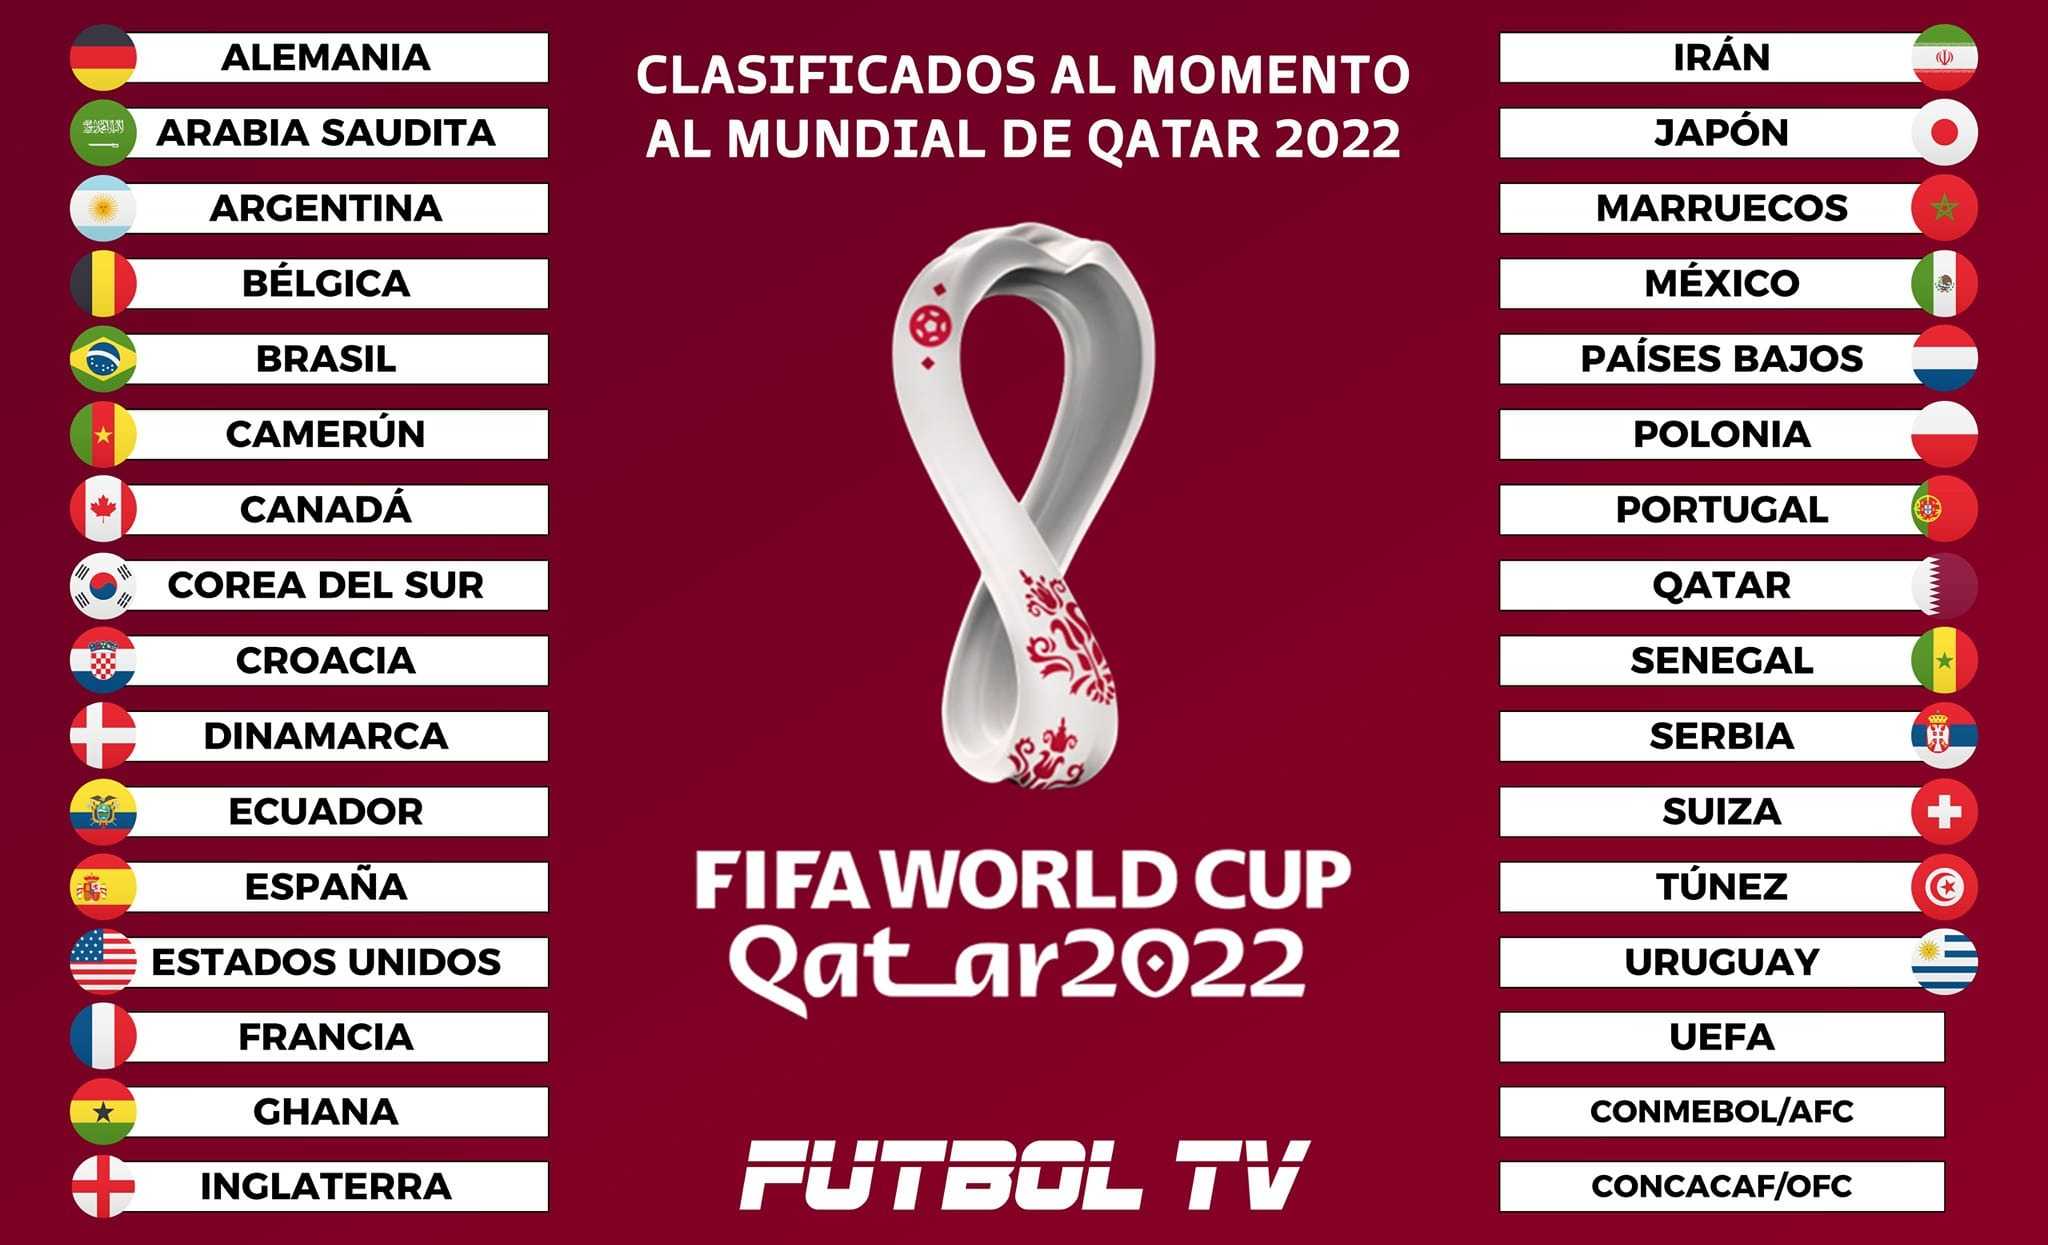 CLASIFICADOS AL MOMENTO
AL MUNDIAL DE QATAR 2022
ALEMANIA
ARABIA SAUDITA
ARGENTINA
BÉLGICA
BRASIL
CAMERÚN
CANADÁ
COREA DEL SUR
CROACIA
DINAMARCA
ECUADOR
ESPAÑA
ESTADOS UNIDOS
FRANCIA
GHANA
INGLATERRA
IRÁN
JAPÓN
MARRUECOS
MÉXICO
PAÍSES BAJOS
POLONIA
PORTUGAL
QATAR
SENEGAL
SERBIA
SUIZA
TÚNEZ
URUGUAY
UEFA
CONMEBOL/AFC
CONCACAF/OFC
FIFA WORLD CUP
Qatar2022
FUTBOL TV